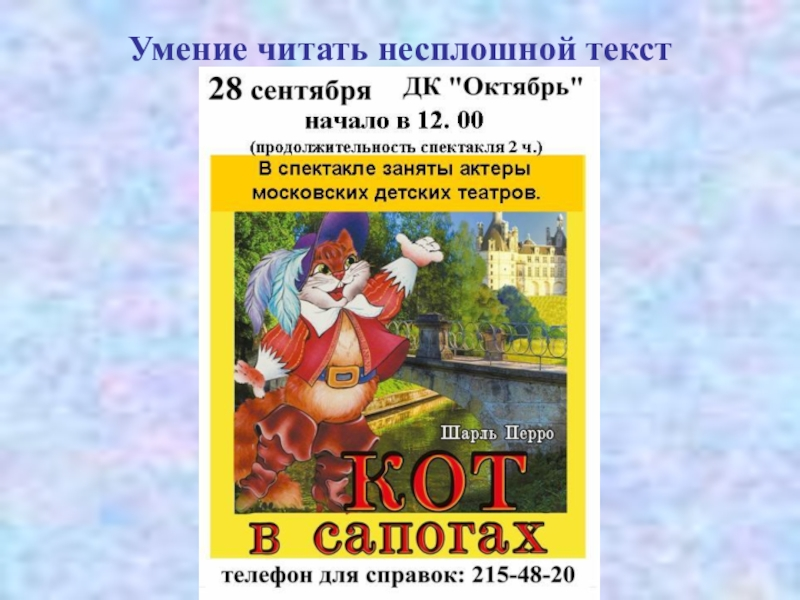 Умение читать несплошной текст
28 сентября ДК "Октябрь"
начало в 12. 00
(продолжительность спектакля 2 ч.)
В спектакле заняты актеры
московских детских театров.
Шарль Перро
КОТ
в сапогах
телефон для справок: 215-48-20